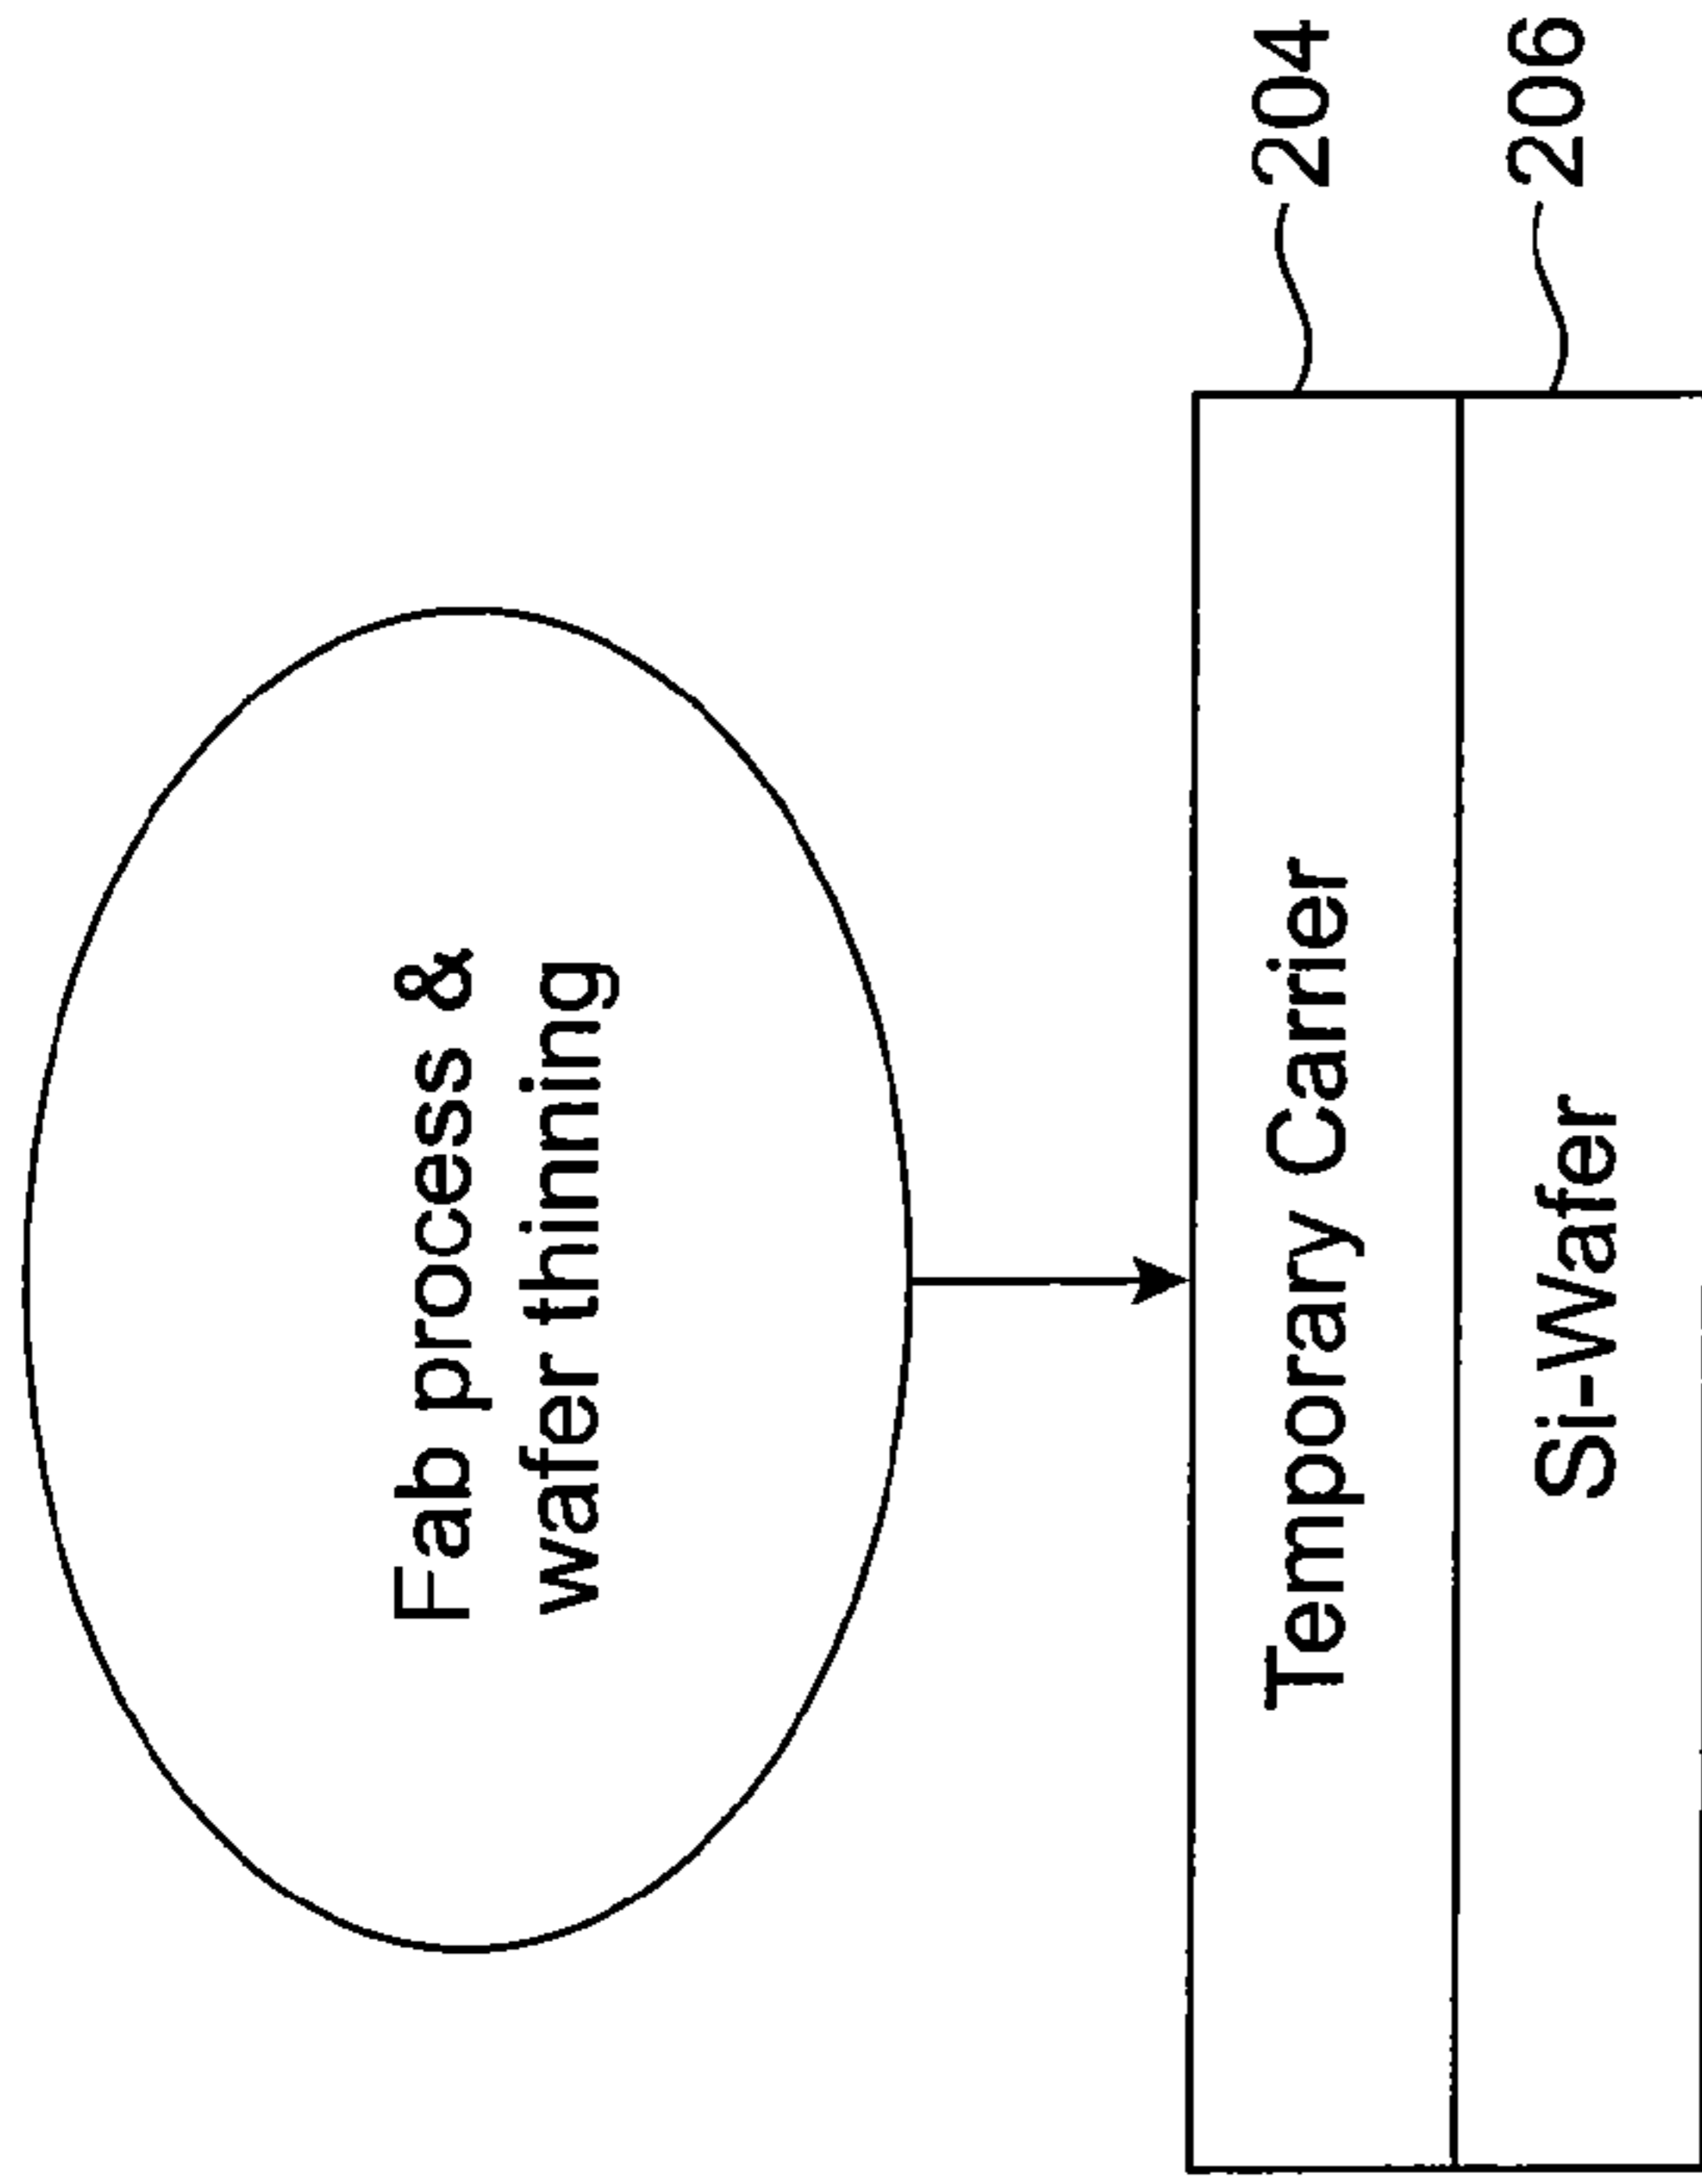 Fab process &
wafer thinning
Temporary Carrier
204
Si-Wafer
206